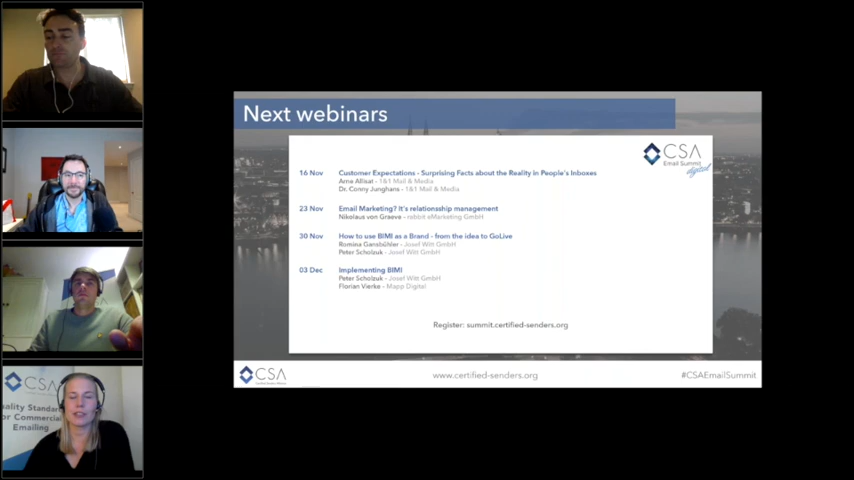 Next webinars
CSA
Email Summit
digital
16 Nov Customer Expectations - Surprising Facts about the Reality in People's Inboxes
Arne Allisat - 1&1 Mail & Media
Dr. Conny Junghans - 1&1 Mail & Media
23 Nov Email Marketing? It's relationship management
Nikolaus von Graeve - rabbit eMarketing GmbH
30 Nov How to use BIMI as a Brand - from the idea to GoLive
Romina Gansbühler - Josef Witt GmbH
Peter Scholzuk - Josef Witt GmbH
03 Dec Implementing BIMI
Peter Scholzuk - Josef Witt GmbH
Florian Vierke - Mapp Digital
Register: summit.certified-senders.org
CSA
www.certified-senders.org
#CSAEmailSummit
CSA
uality Standar
or Commercial
Emailing